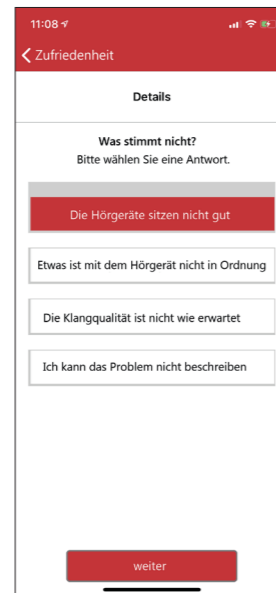 11:08
Zufriedenheit
Details
Was stimmt nicht?
Bitte wählen Sie eine Antwort.
Die Hörgeräte sitzen nicht gut
Etwas ist mit dem Hörgerät nicht in Ordnung
Die Klangqualität ist nicht wie erwartet
Ich kann das Problem nicht beschreiben
weiter